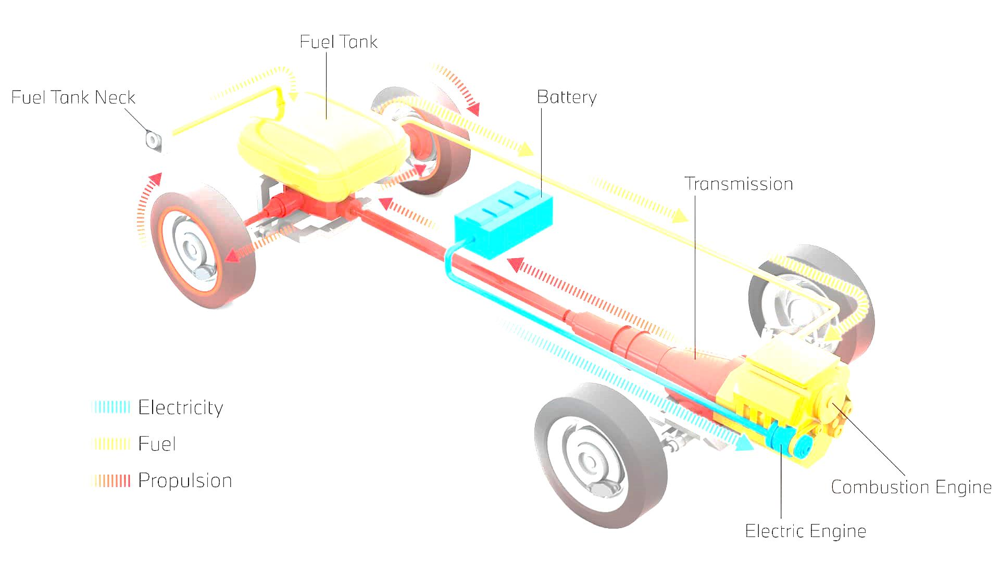 Fuel Tank
Fuel Tank Neck
Battery
Transmission
Electricity
Fuel
Propulsion
Combustion Engine
Electric Engine